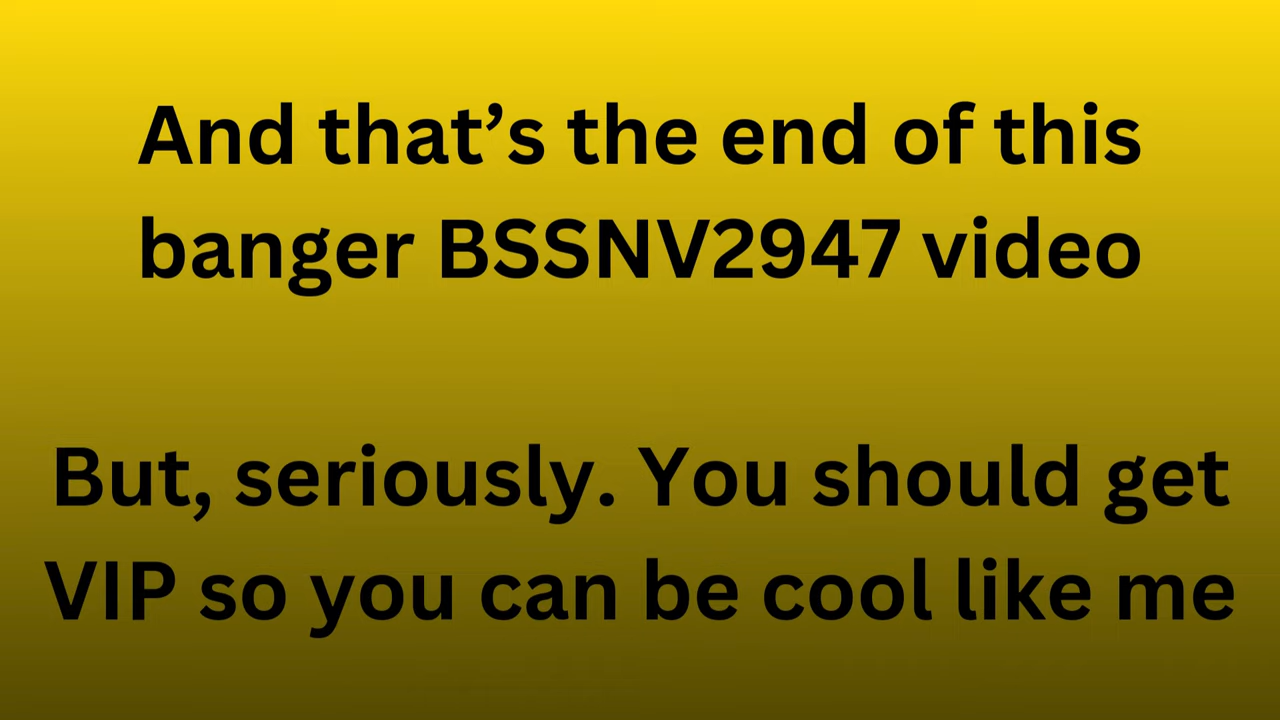 And that’s the end of this
banger BSSNV2947 video
But, seriously. You should get
VIP so you can be cool like me